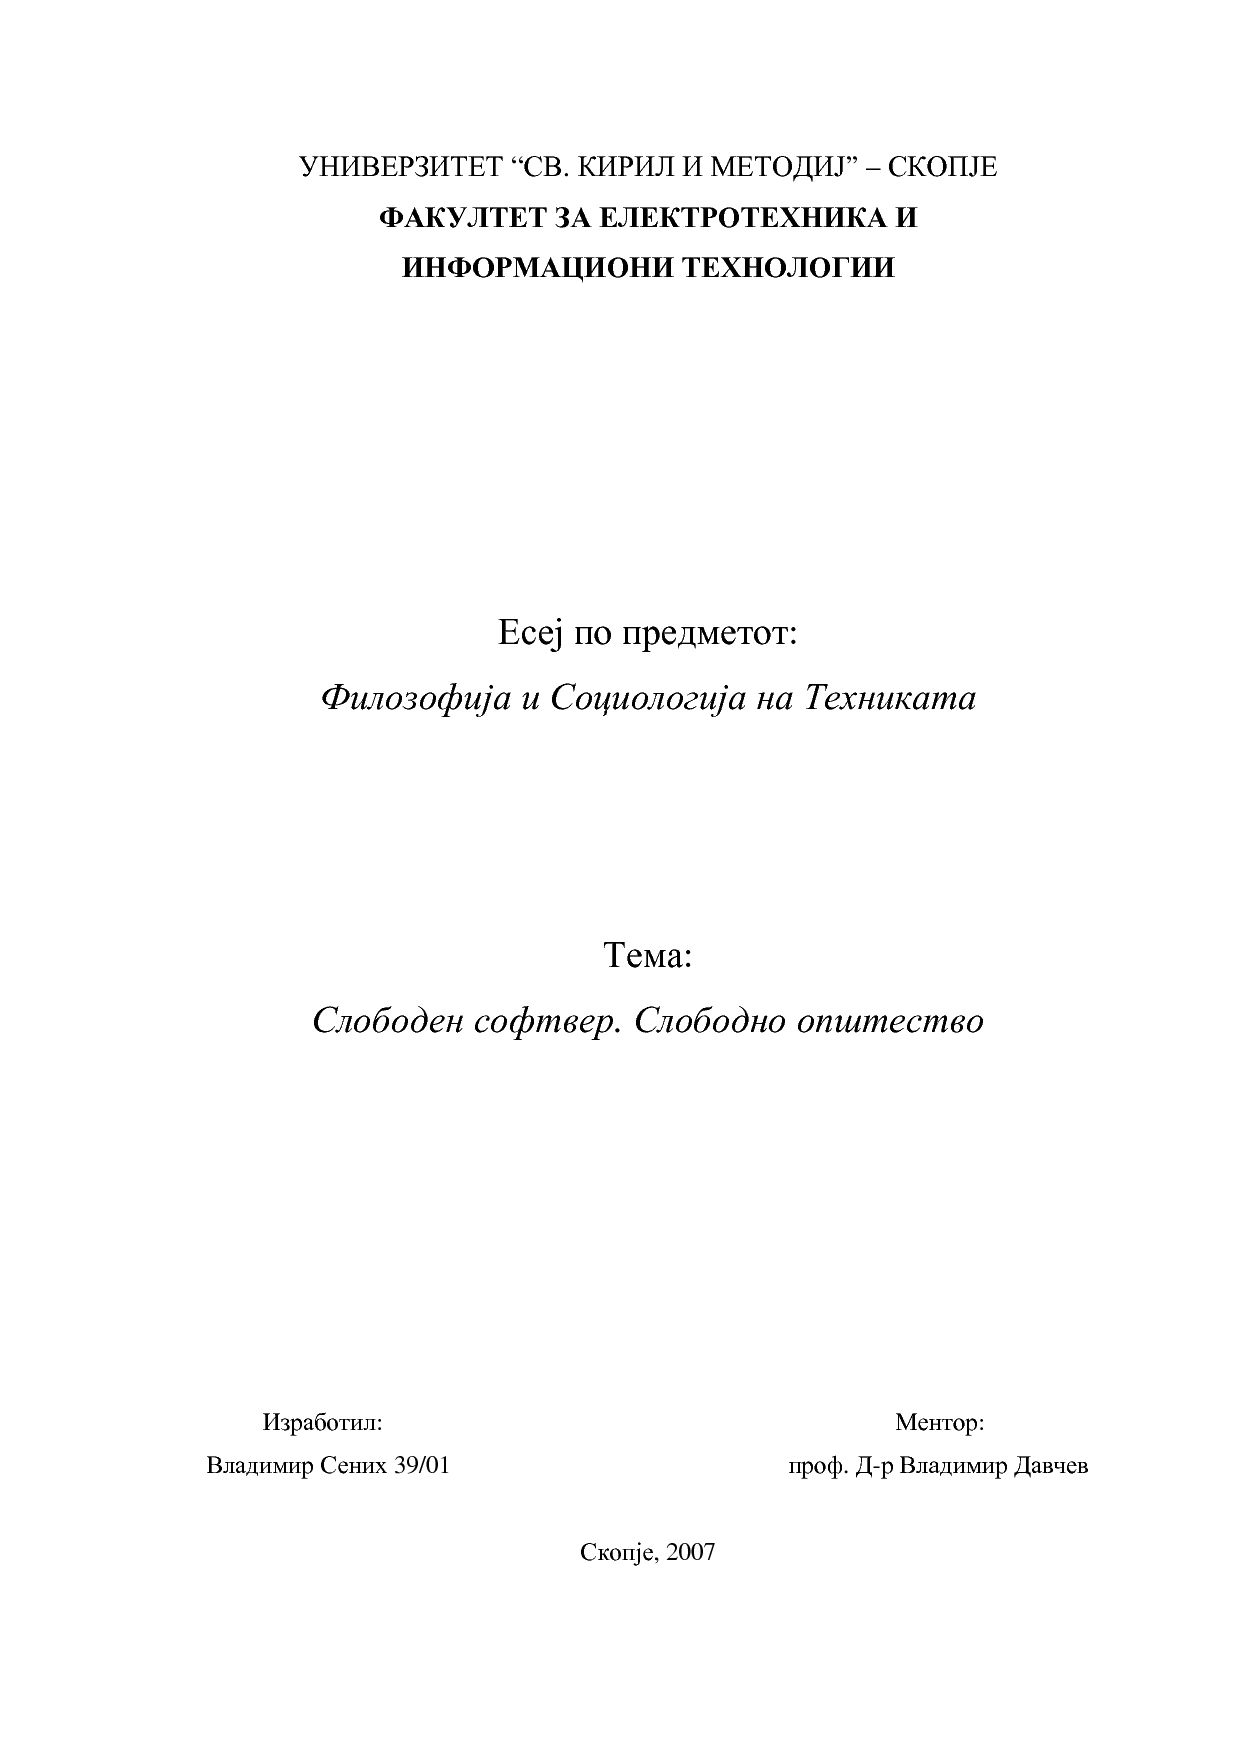 УНИВЕРЗИТЕТ “СВ. КИРИЛ И МЕТОДИЈ” – СКОПЈЕ
ФАКУЛТЕТ ЗА ЕЛЕКТРОТЕХНИКА И
ИНФОРМАЦИОНИ ТЕХНОЛОГИИ
Есеј по предметот:
Филозофија и Социологија на Техниката
Тема:
Слободен софтвер. Слободно општество
Изработил: Ментор:
Владимир Сених 39/01 проф. Д-р Владимир Давчев
Скопје, 2007